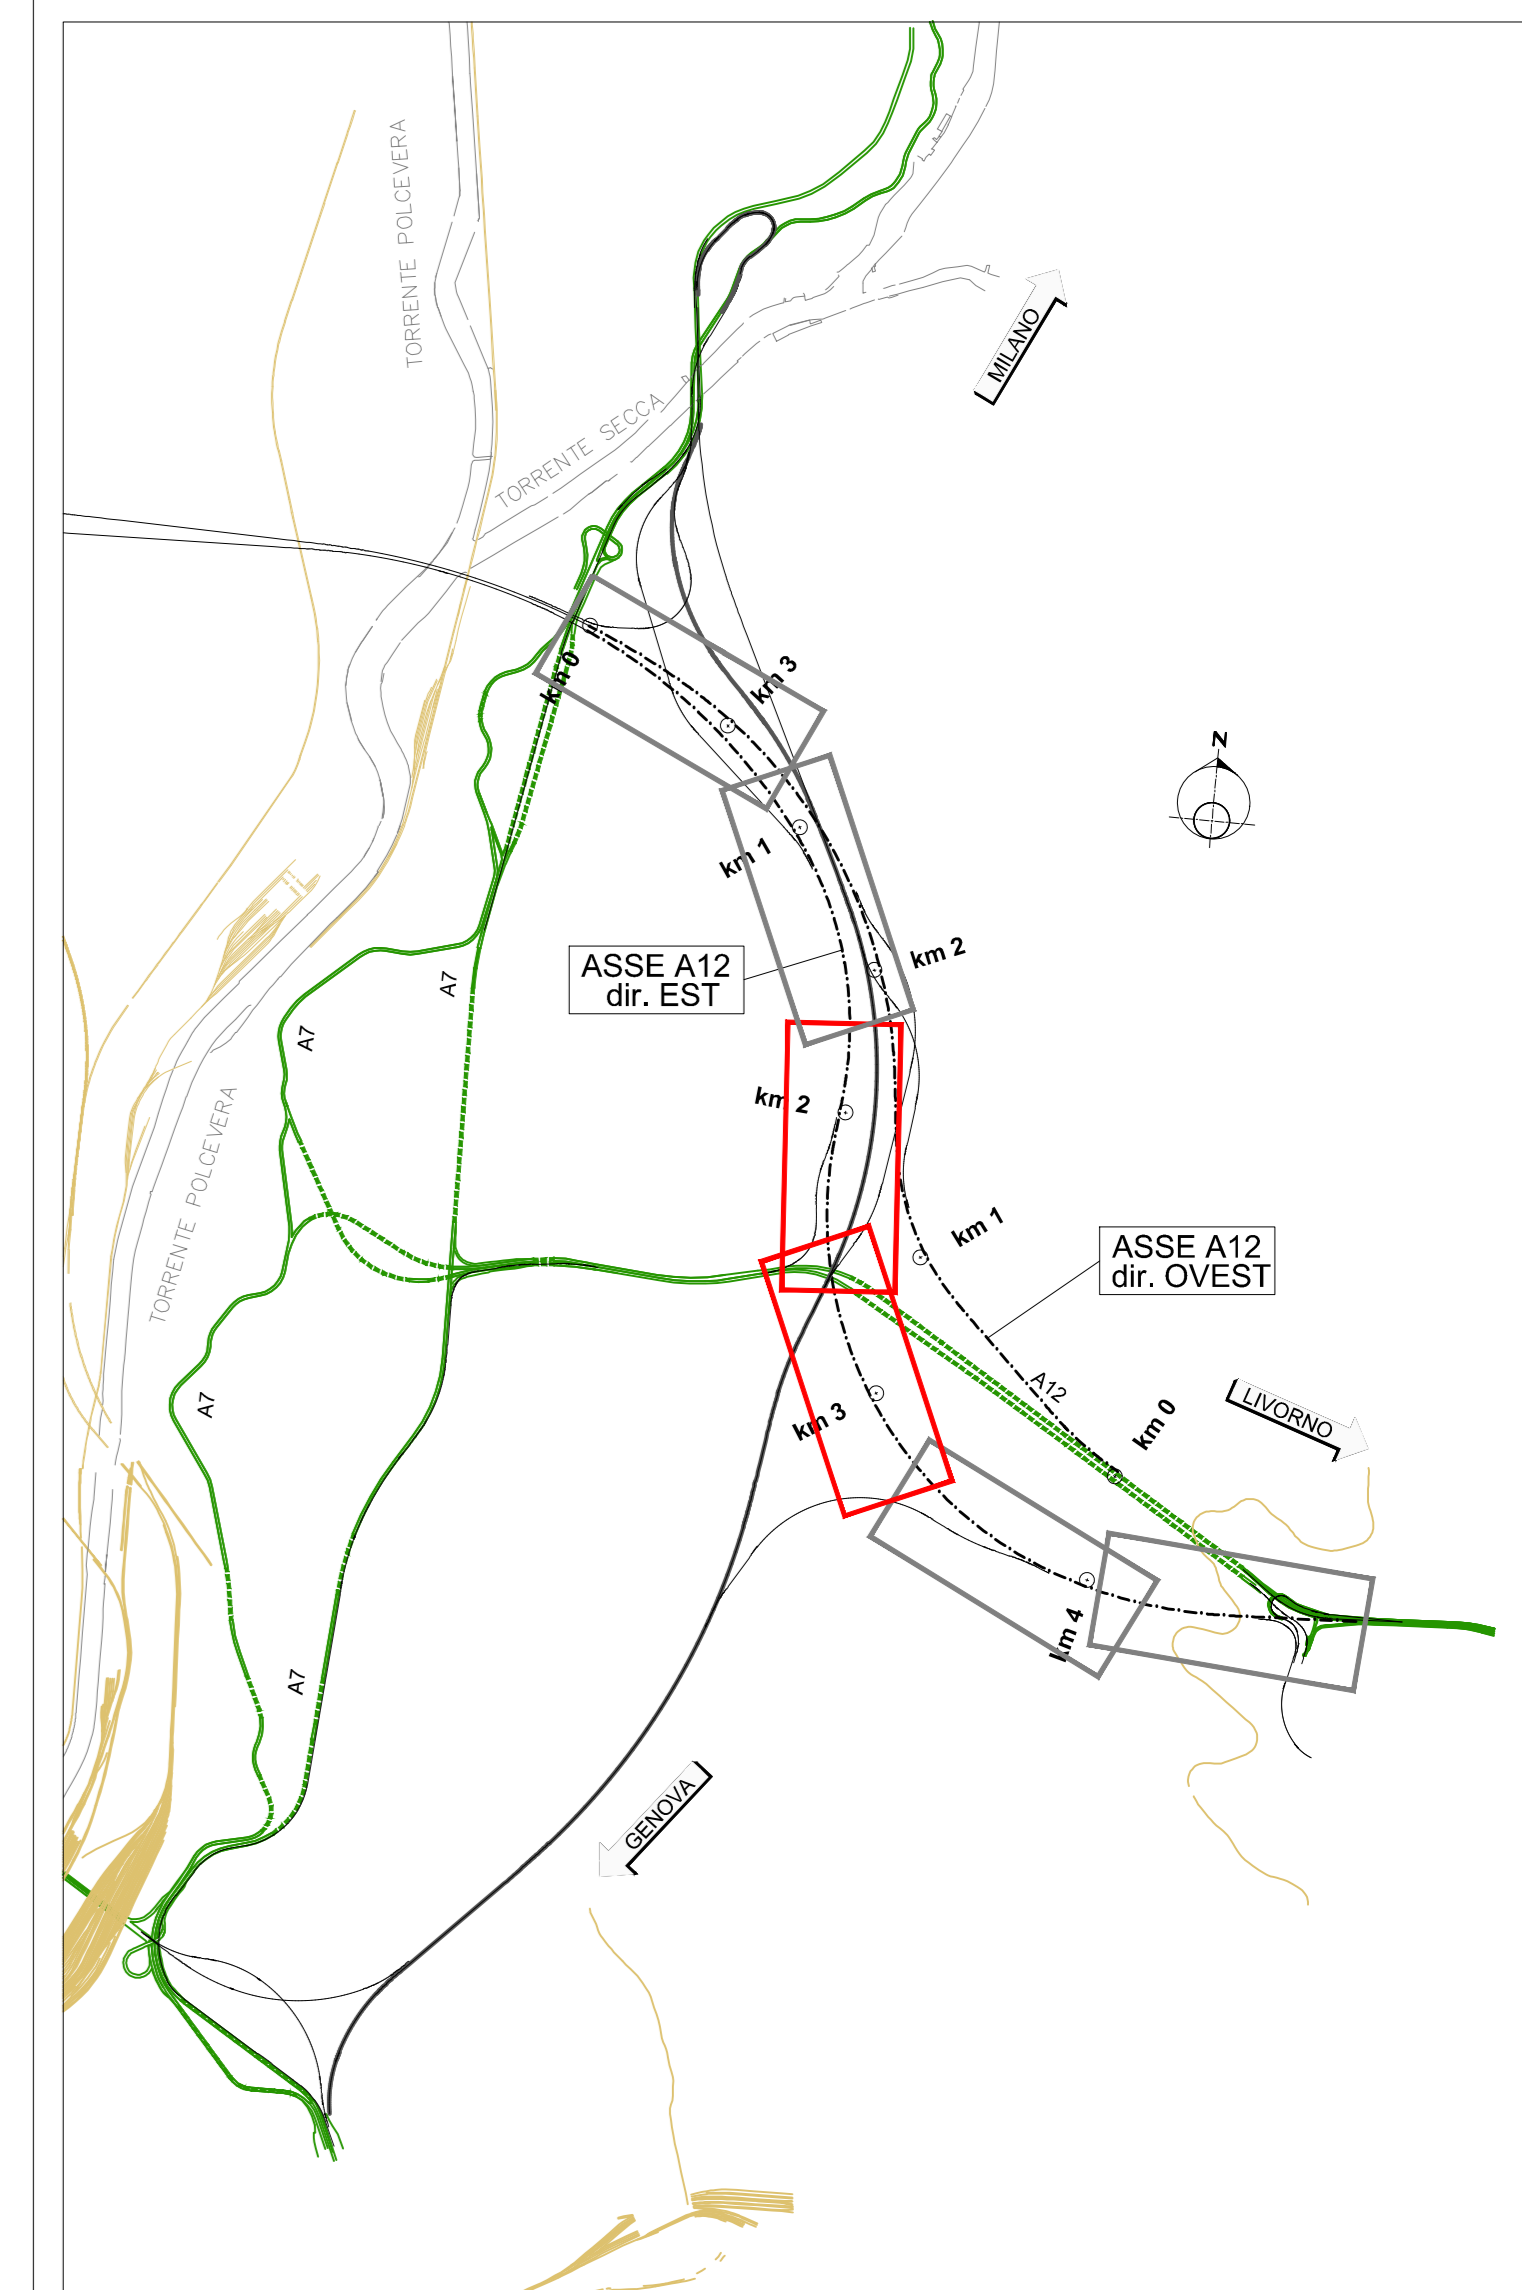 TORRENTE POLCEVERA
MILANO
TORRENTE SECCA
km 0
km 3
N
km 1
ASSE A12
dir. EST
km 2
A7
A7
km 2
TORRENTE POLCEVERA
km 1
ASSE A12
dir. OVEST
A12
A7
km 3
km 0
LIVORNO
km 4
A7
GENOVA